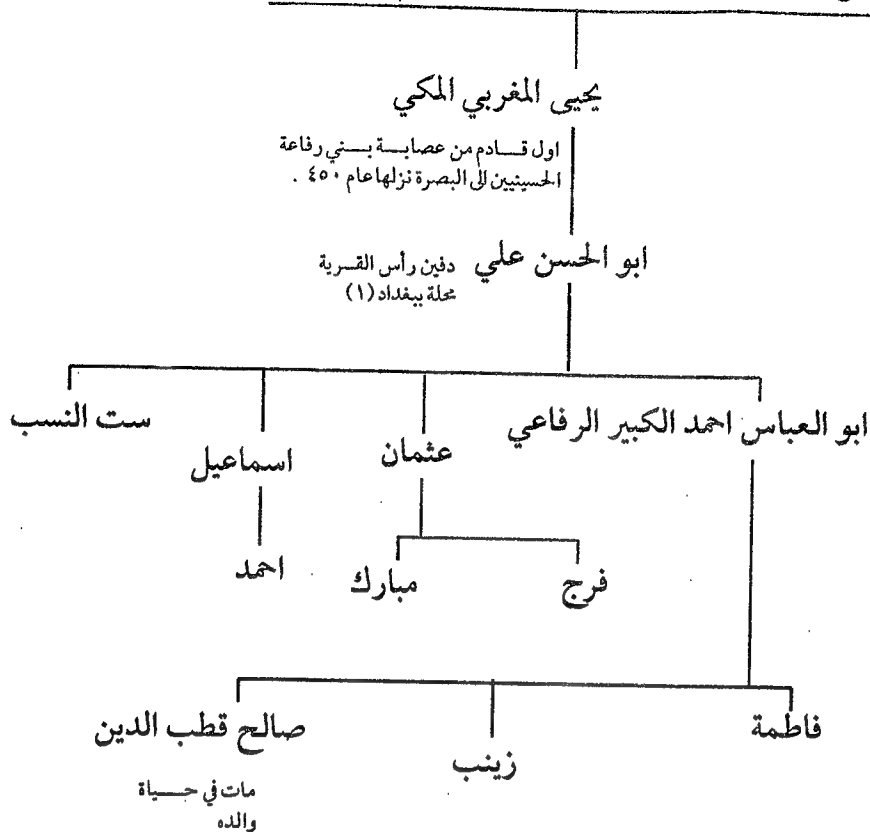 يحيى المغربي المكي
اول قادم من عصابة بني رفاعة
الحسينيين الى البصرة نزلها عام ٤٥٠ .
ابو الحسن علي
دفين رأس القرية
محلة ببغداد (١)
ابو العباس احمد الكبير الرفاعي
عثمان
اسماعيل
ست النسب
فرج
مبارك
احمد
فاطمة
زينب
صالح قطب الدين
مات في حياة
والده